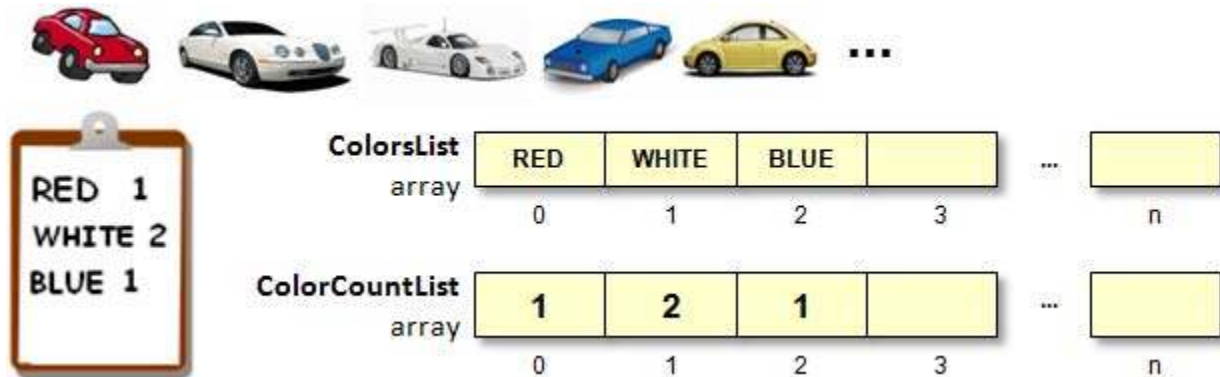 ...
RED 1
WHITE 2
BLUE 1
ColorsList
array
RED WHITE BLUE ...
0 1 2 3 n
ColorCountList
array
1 2 1 ...
0 1 2 3 n